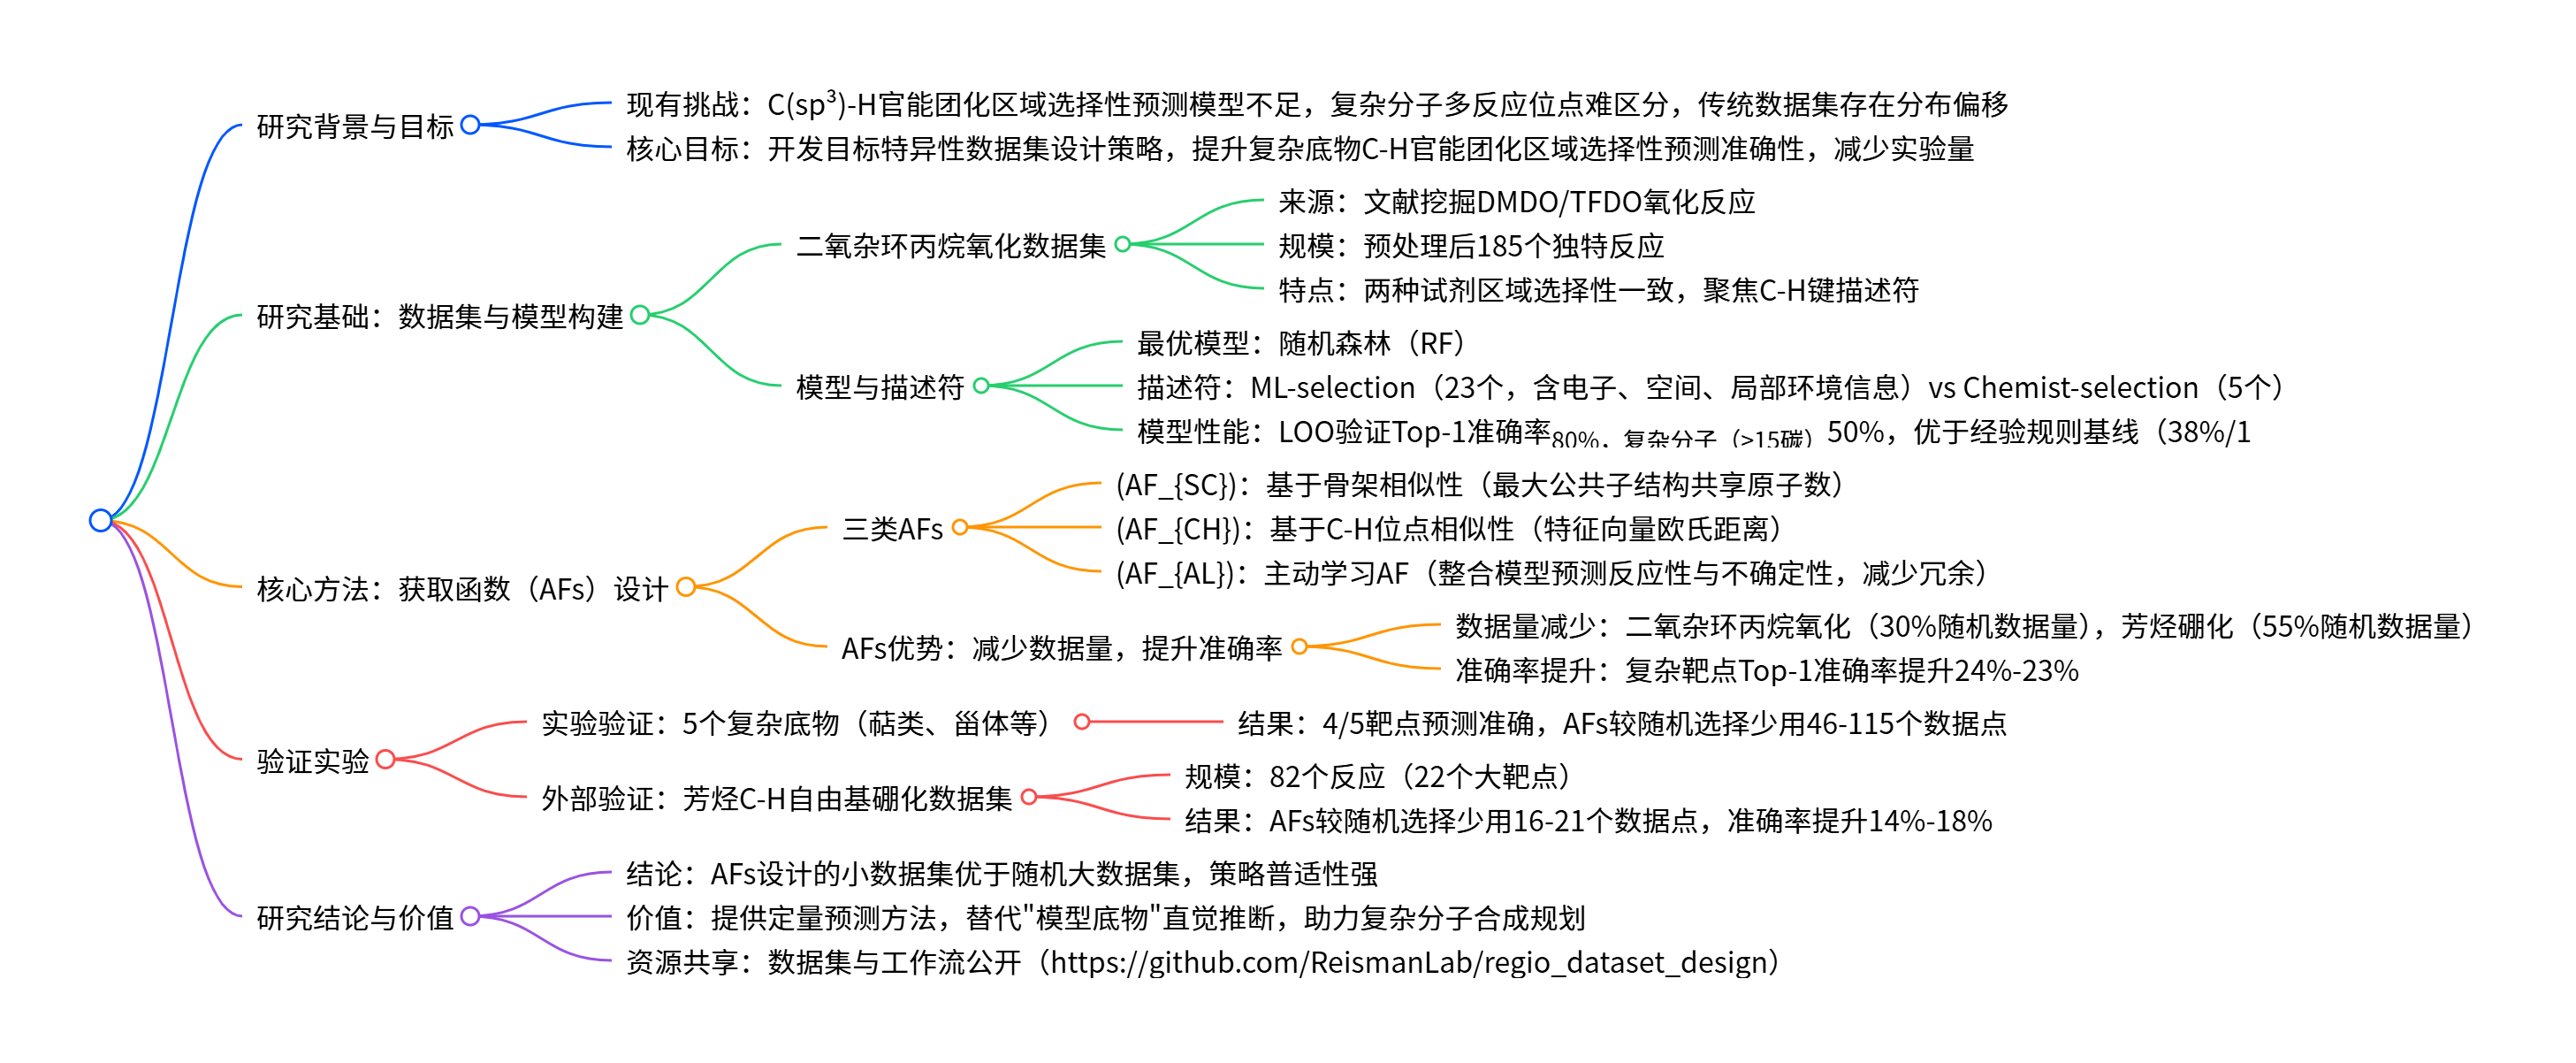 研究背景与目标
现有挑战：C(sp³)-H官能团化区域选择性预测模型不足，复杂分子多反应位点难区分，传统数据集存在分布偏移
核心目标：开发目标特异性数据集设计策略，提升复杂底物C-H官能团化区域选择性预测准确性，减少实验量
研究基础：数据集与模型构建
二氧杂环丙烷氧化数据集
来源：文献挖掘DMDO/TFDO氧化反应
规模：预处理后185个独特反应
特点：两种试剂区域选择性一致，聚焦C-H键描述符
模型与描述符
最优模型：随机森林（RF）
描述符：ML-selection（23个，含电子、空间、局部环境信息）vs Chemist-selection（5个）
模型性能：LOO验证Top-1准确率80%，复杂分子（>15碳）50%，优于经验规则基线（38%/1
核心方法：获取函数（AFs）设计
三类AFs
(AF_{SC})：基于骨架相似性（最大公共子结构共享原子数）
(AF_{CH})：基于C-H位点相似性（特征向量欧氏距离）
(AF_{AL})：主动学习AF（整合模型预测反应性与不确定性，减少冗余）
AFs优势：减少数据量，提升准确率
数据量减少：二氧杂环丙烷氧化（30%随机数据量），芳烃硼化（55%随机数据量）
准确率提升：复杂靶点Top-1准确率提升24%-23%
验证实验
实验验证：5个复杂底物（萜类、甾体等）
结果：4/5靶点预测准确，AFs较随机选择少用46-115个数据点
外部验证：芳烃C-H自由基硼化数据集
规模：82个反应（22个大靶点）
结果：AFs较随机选择少用16-21个数据点，准确率提升14%-18%
研究结论与价值
结论：AFs设计的小数据集优于随机大数据集，策略普适性强
价值：提供定量预测方法，替代"模型底物"直觉推断，助力复杂分子合成规划
资源共享：数据集与工作流公开（https://github.com/ReismanLab/regio_dataset_design）